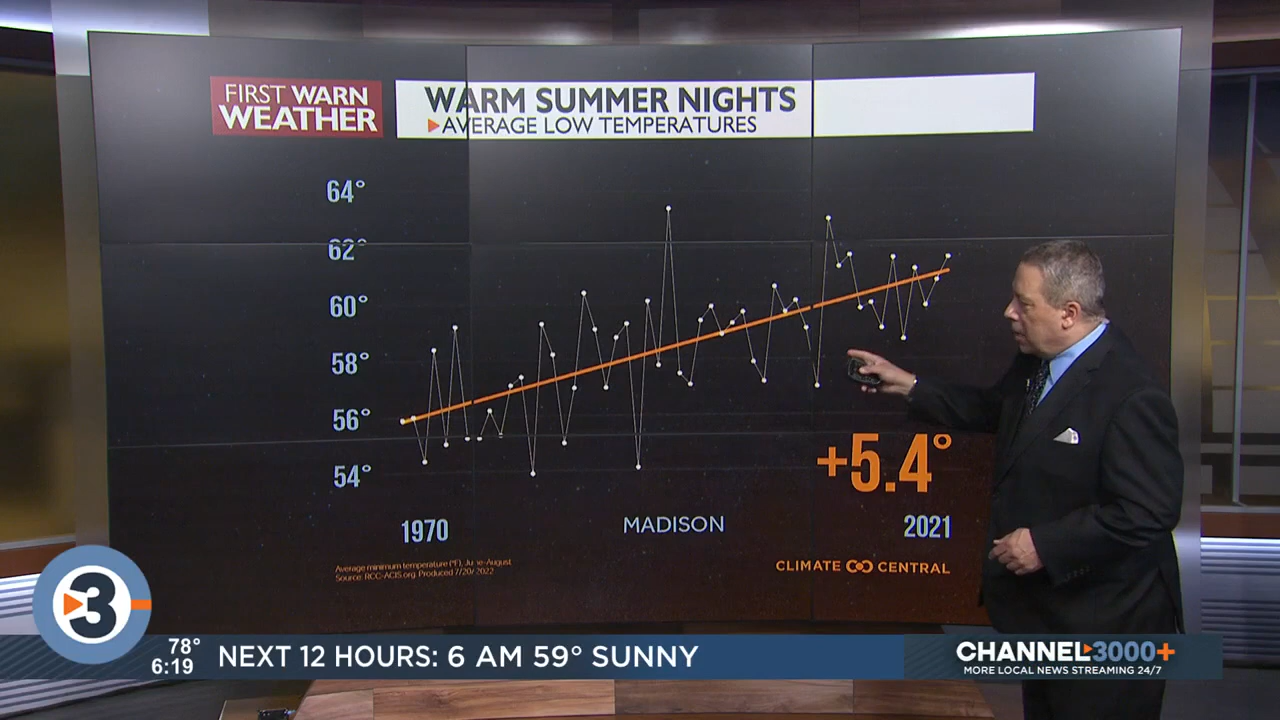 FIRST WARN
WEATHER
WARM SUMMER NIGHTS
AVERAGE LOW TEMPERATURES
64°
62°
60°
58°
56°
54°
+5.4°
1970
MADISON
2021
Average minimum temperature (°F), June-August
Source: RCC-ACIS.org. Produced 7/20/2022
CLIMATE CENTRAL
3
78°
6:19
NEXT 12 HOURS: 6 AM 59° SUNNY
CHANNEL3000+
MORE LOCAL NEWS STREAMING 24/7